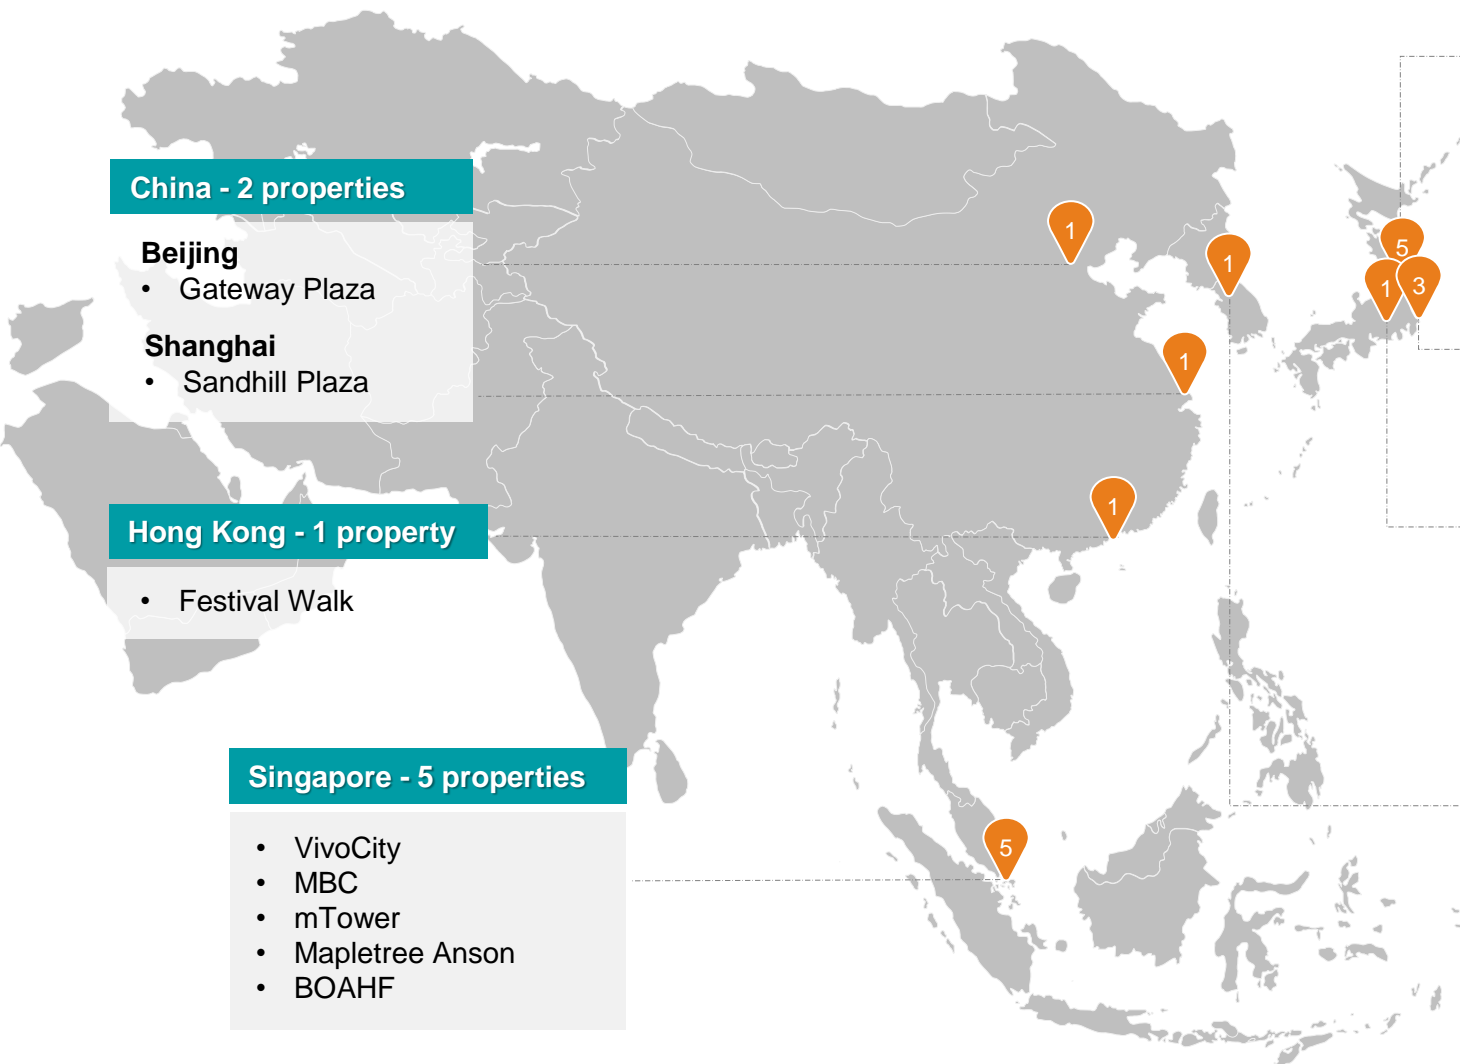 China - 2 properties
Beijing
• Gateway Plaza
Shanghai
• Sandhill Plaza
Hong Kong - 1 property
• Festival Walk
Singapore - 5 properties
• VivoCity
• MBC
• mTower
• Mapletree Anson
• BOAHF
1
1
5
1
3
1
1
5